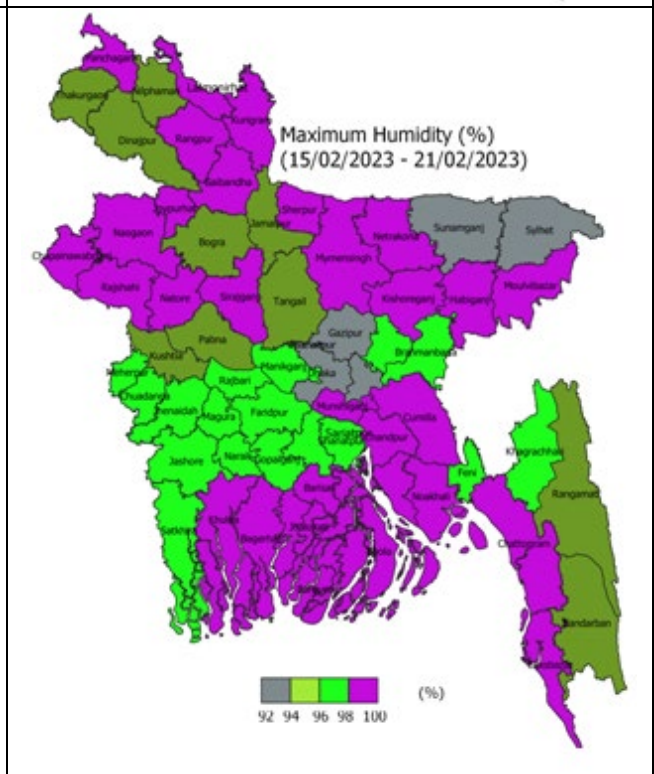 Panchagarh
Thakurgaon
Nilphamari
Lalmonirhat
Kurigram
Dinajpur
Rangpur
Maximum Humidity (%)
(15/02/2023 - 21/02/2023)
Gaibandha
Joypurhat
Naogaon
Jamalpur
Sherpur
Bogra
Mymensingh
Netrakona
Sunamganj
Sylhet
Chapainawabganj
Rajshahi
Natore
Sirajganj
Tangail
Kishoreganj
Habiganj
Moulvibazar
Gazipur
Pabna
Kushtia
Brahmanbaria
Meherpur
Manikganj
Dhaka
Rajbari
Chuadanga
Jhenaidah
Magura
Faridpur
Munshiganj
Cumilla
Shariatpur
Chandpur
Jashore
Narail
Gopalganj
Khagrachhari
Feni
Rangamati
Noakhali
Satkhira
Khulna
Bagerhat
Barisal
Bhola
Chattogram
Bandarban
92 94 96 98 100
(%)